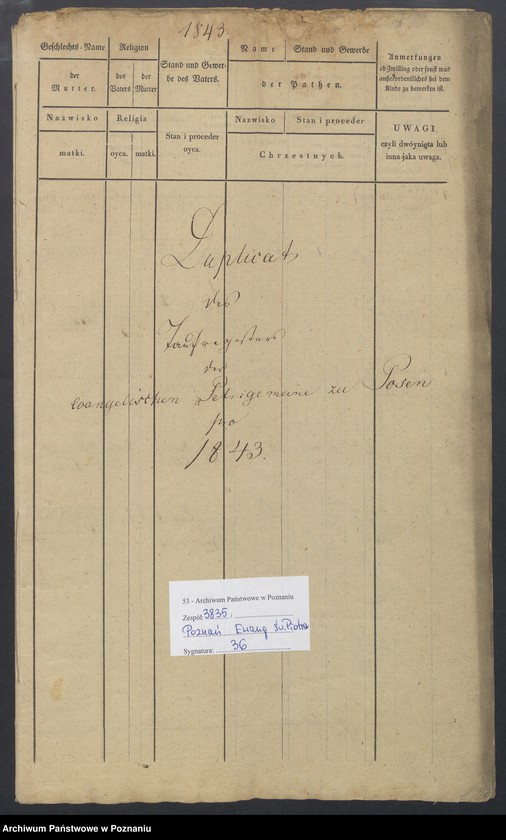 1843.
Geschlechts-Name
der
Mutter.
Religion
des Vaters
der Mutter
Stand und Gewer-
be des Vaters.
Name
Stand und Gewerbe
der Pathen.
Anmerkungen
ob Zwilling oder sonst was
außerordentliches bei dem
Kinde zu bemerken ist.
Nazwisko
matki.
Religia
oyca.
matki.
Stan i proceder
oyca.
Nazwisko
Stan i proceder
Chrzestnych.
UWAGI
czyli dwóynięta lub
inna jaka uwaga.
Duplicat
des
Taufregisters
der
evangelischen Petrigemeine zu Posen
pro
1843.
53 - Archiwum Państwowe w Poznaniu
Zespół: 3835,
Poznań Ewang Św. Piotra
Sygnatura: 36
Archiwum Państwowe w Poznaniu